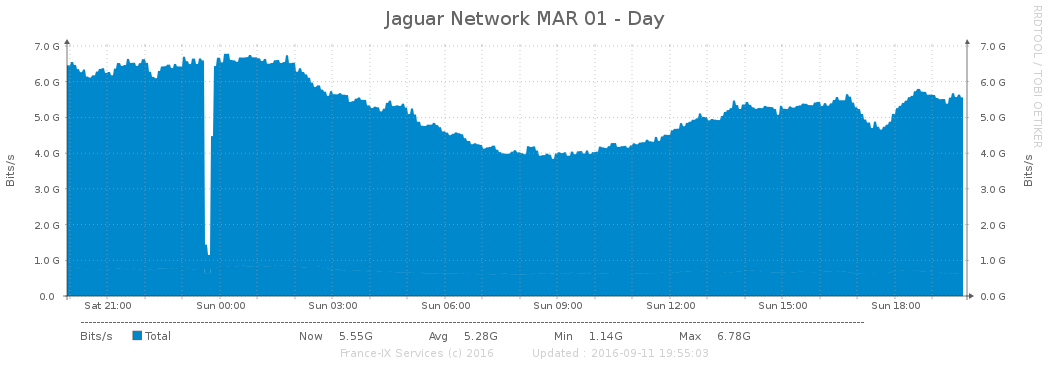 Jaguar Network MAR 01 - Day
RRDTOOL / TOBI OETIKER
Bits/s
7.0 G
6.0 G
5.0 G
4.0 G
3.0 G
2.0 G
1.0 G
0.0
7.0 G
6.0 G
5.0 G
4.0 G
3.0 G
2.0 G
1.0 G
0.0 G
Bits/s
Sat 21:00 Sun 00:00 Sun 03:00 Sun 06:00 Sun 09:00 Sun 12:00 Sun 15:00 Sun 18:00
Bits/s Total Now 5.55G Avg 5.28G Min 1.14G Max 6.78G
France-IX Services (c) 2016 Updated : 2016-09-11 19:55:03